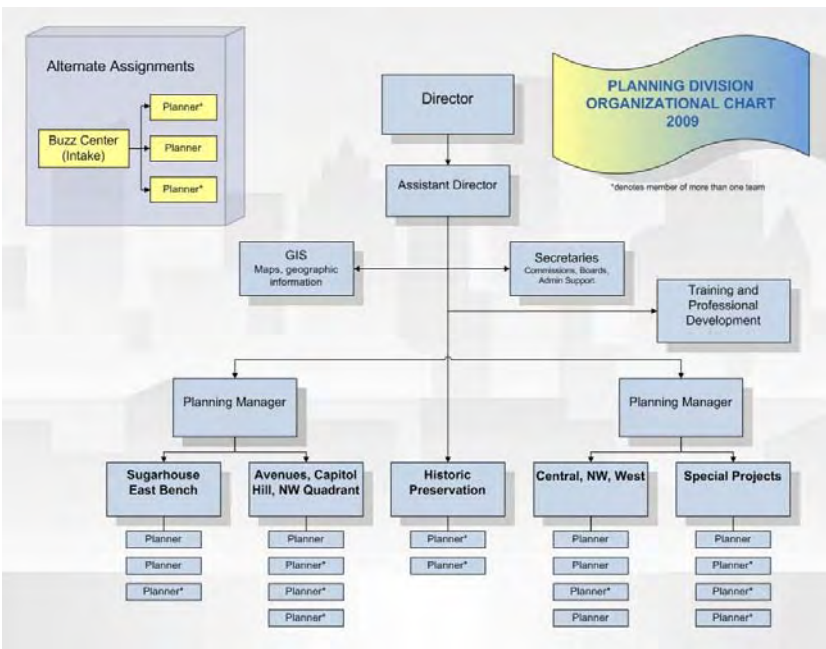 Alternate Assignments
Buzz Center
(Intake)
Planner*
Planner
Planner*
PLANNING DIVISION
ORGANIZATIONAL CHART
2009
*denotes member of more than one team
Director
Assistant Director
GIS
Maps, geographic
information
Secretaries
Commissions, Boards,
Admin Support
Training and
Professional
Development
Planning Manager
Planning Manager
Sugarhouse
East Bench
Planner
Planner
Planner*
Avenues, Capitol
Hill, NW Quadrant
Planner
Planner*
Planner*
Planner*
Historic
Preservation
Planner*
Planner*
Central, NW, West
Planner
Planner
Planner*
Planner
Special Projects
Planner
Planner*
Planner*
Planner*